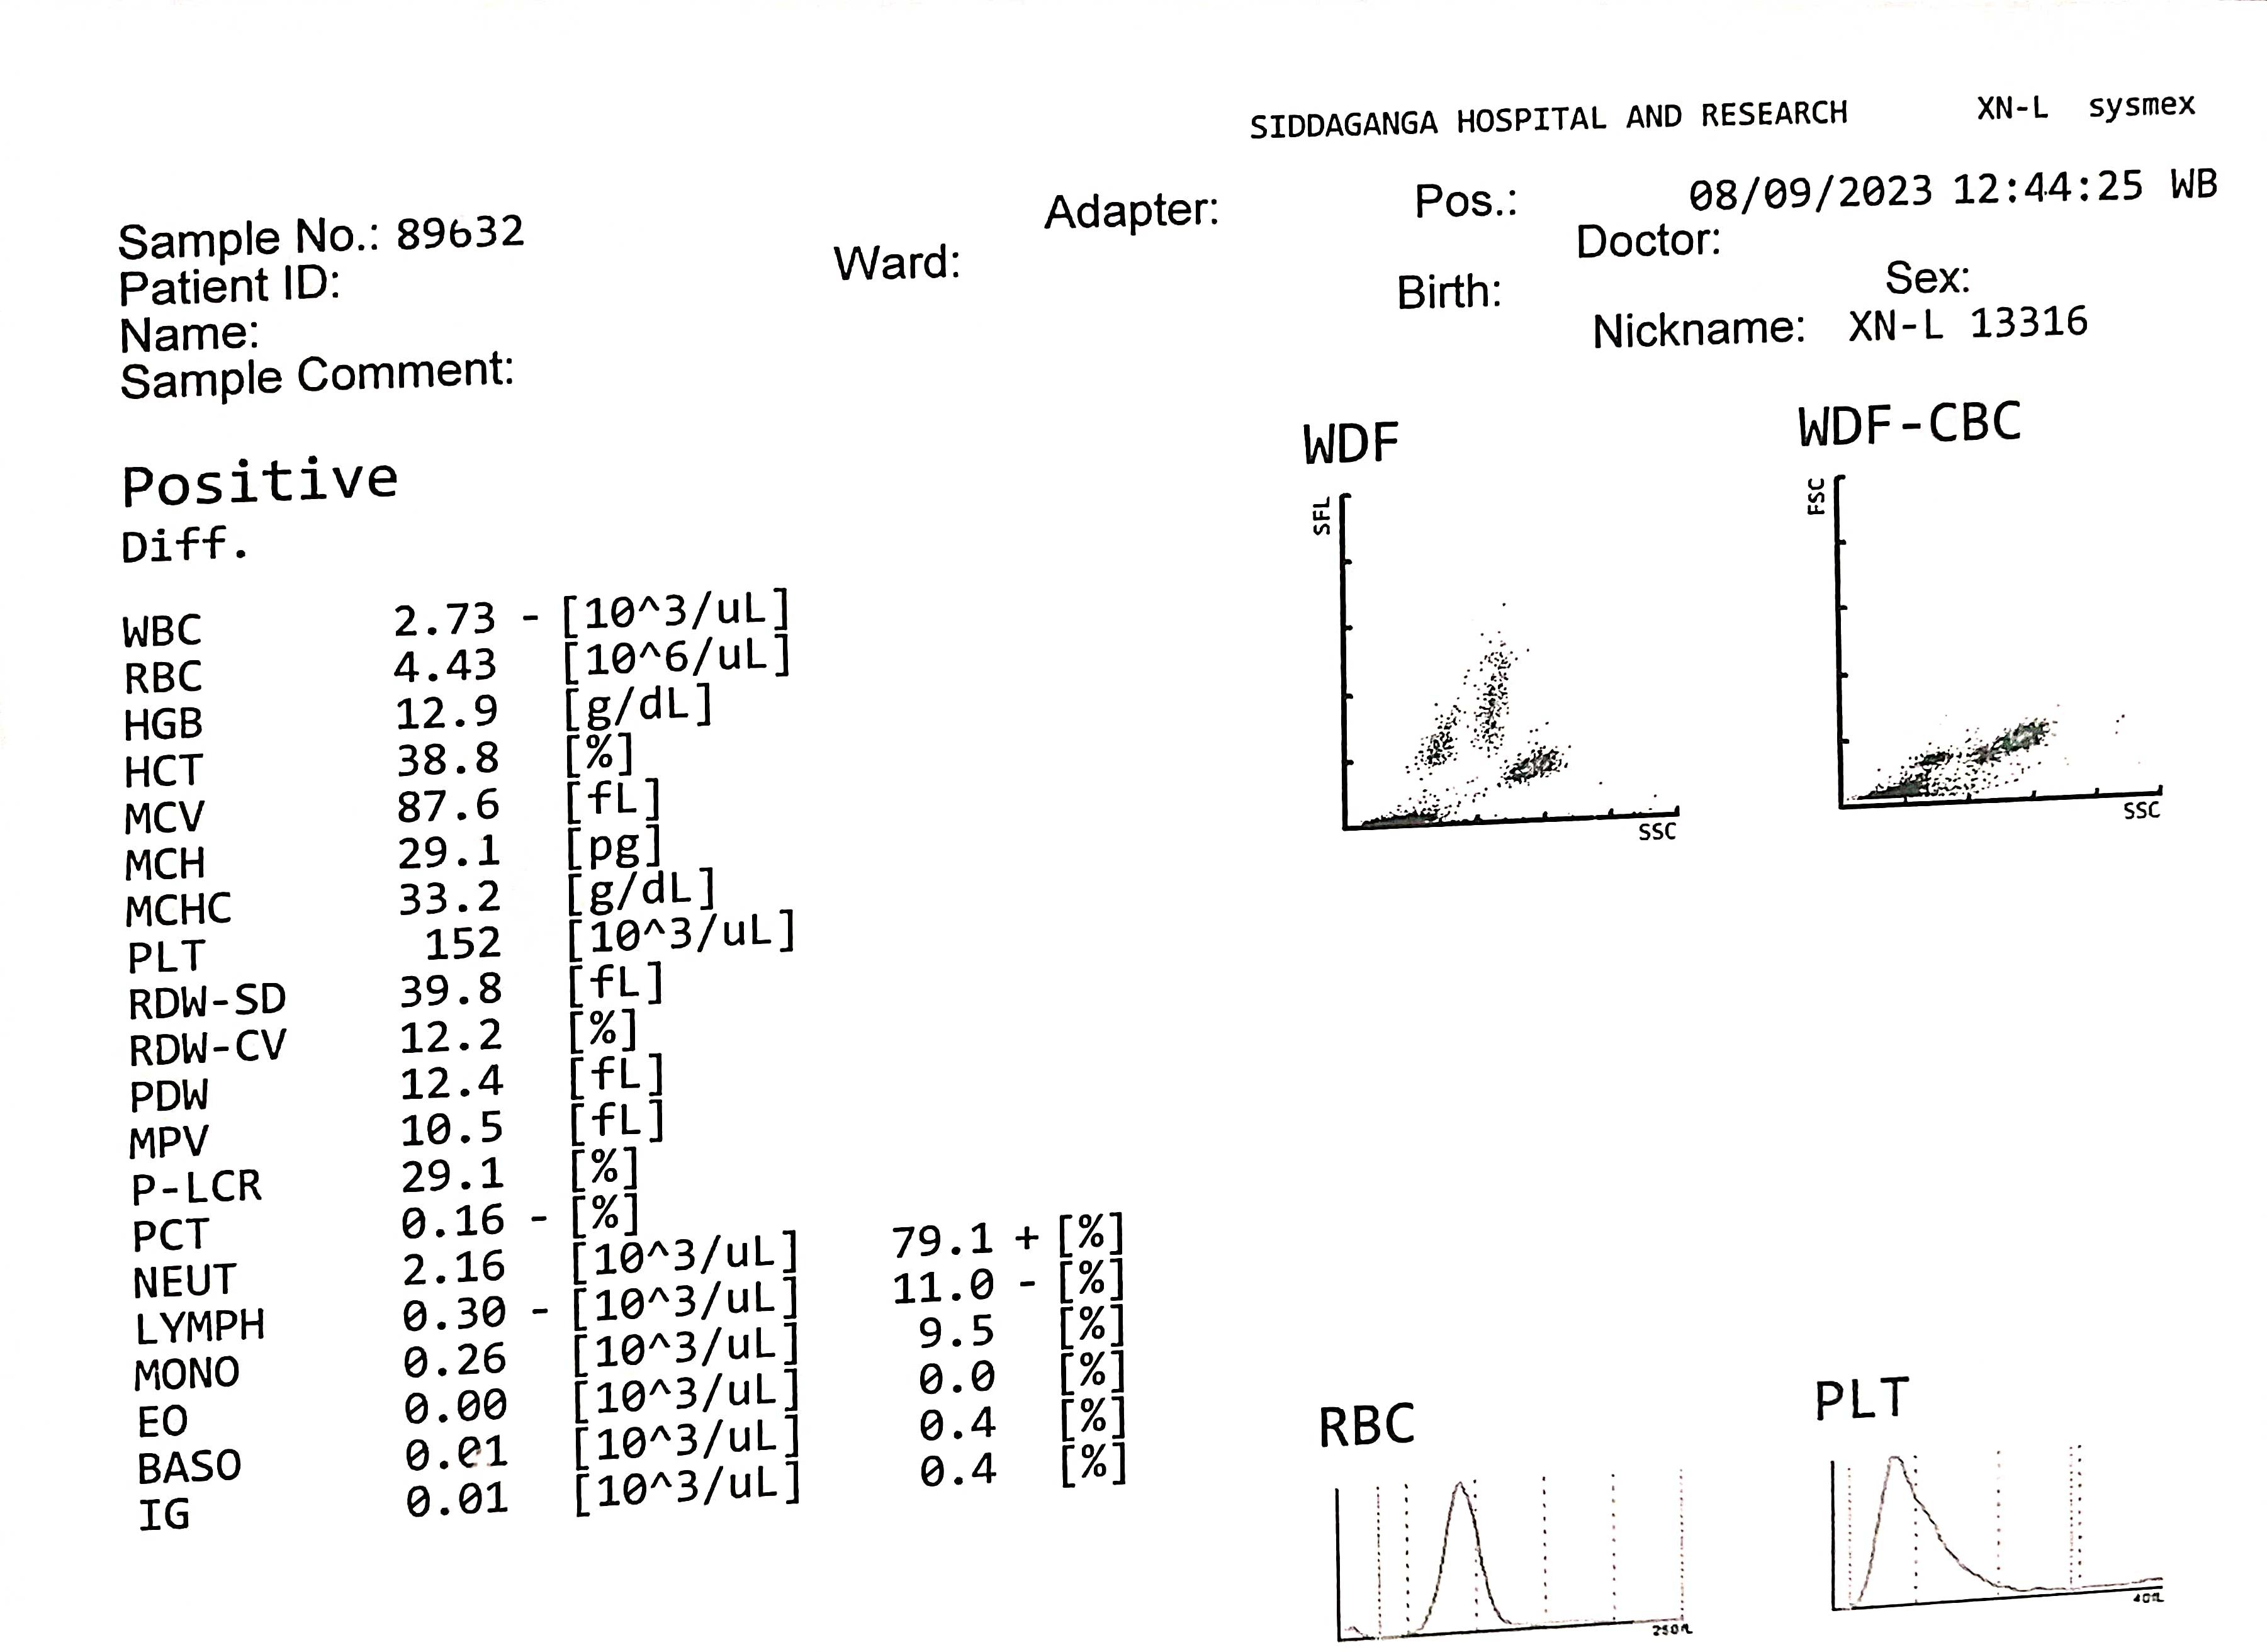 SIDDAGANGA HOSPITAL AND RESEARCH XN-L sysmex
Sample No.: 89632 Adapter: Pos.: 08/09/2023 12:44:25 WB
Patient ID: Ward: Doctor:
Name: Birth: Sex:
Sample Comment: Nickname: XN-L 13316
Positive
Diff.
WBC 2.73 - [10^3/uL]
RBC 4.43 [10^6/uL]
HGB 12.9 [g/dL]
HCT 38.8 [%]
MCV 87.6 [fL]
MCH 29.1 [pg]
MCHC 33.2 [g/dL]
PLT 152 [10^3/uL]
RDW-SD 39.8 [fL]
RDW-CV 12.2 [%]
PDW 12.4 [fL]
MPV 10.5 [fL]
P-LCR 29.1 [%]
PCT 0.16 - [%]
NEUT 2.16 [10^3/uL] 79.1 + [%]
LYMPH 0.30 - [10^3/uL] 11.0 - [%]
MONO 0.26 [10^3/uL] 9.5 [%]
EO 0.00 [10^3/uL] 0.0 [%]
BASO 0.01 [10^3/uL] 0.4 [%]
IG 0.01 [10^3/uL] 0.4 [%]
WDF
SFL
SSC
WDF-CBC
FSC
SSC
RBC
250fL
PLT
40fL